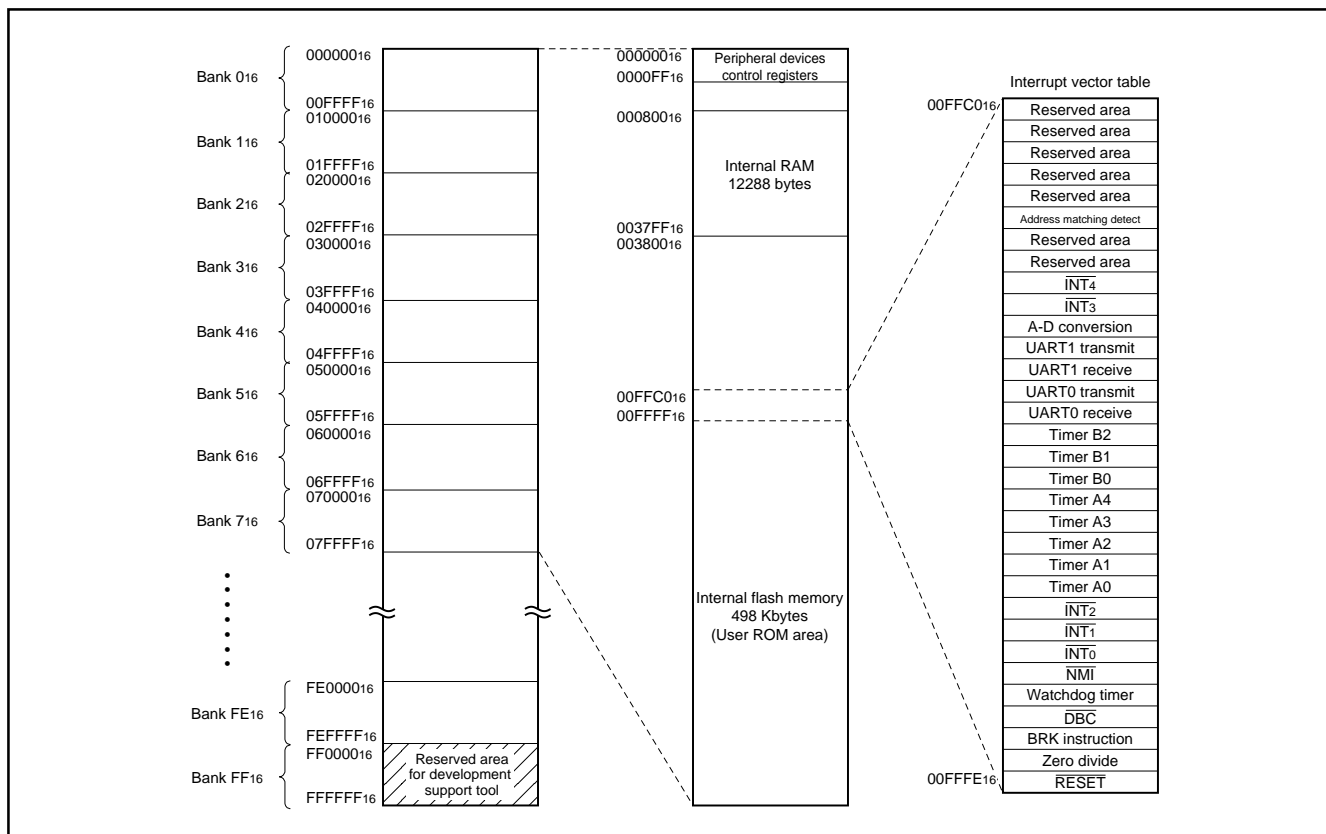 Bank 016
Bank 116
Bank 216
Bank 316
Bank 416
Bank 516
Bank 616
Bank 716
Bank FE16
Bank FF16
00000016
00FFFF16
01000016
01FFFF16
02000016
02FFFF16
03000016
03FFFF16
04000016
04FFFF16
05000016
05FFFF16
06000016
06FFFF16
07000016
07FFFF16
FE000016
FEFFFF16
FF000016
FFFFFF16
Reserved area
for development
support tool
00000016
0000FF16
00080016
0037FF16
00380016
00FFC016
00FFFF16
Peripheral devices
control registers
Internal RAM
12288 bytes
Internal flash memory
498 Kbytes
(User ROM area)
Interrupt vector table
00FFC016
Reserved area
Reserved area
Reserved area
Reserved area
Reserved area
Address matching detect
Reserved area
Reserved area
INT4
INT3
A-D conversion
UART1 transmit
UART1 receive
UART0 transmit
UART0 receive
Timer B2
Timer B1
Timer B0
Timer A4
Timer A3
Timer A2
Timer A1
Timer A0
INT2
INT1
INT0
NMI
Watchdog timer
DBC
BRK instruction
Zero divide
00FFFE16
RESET